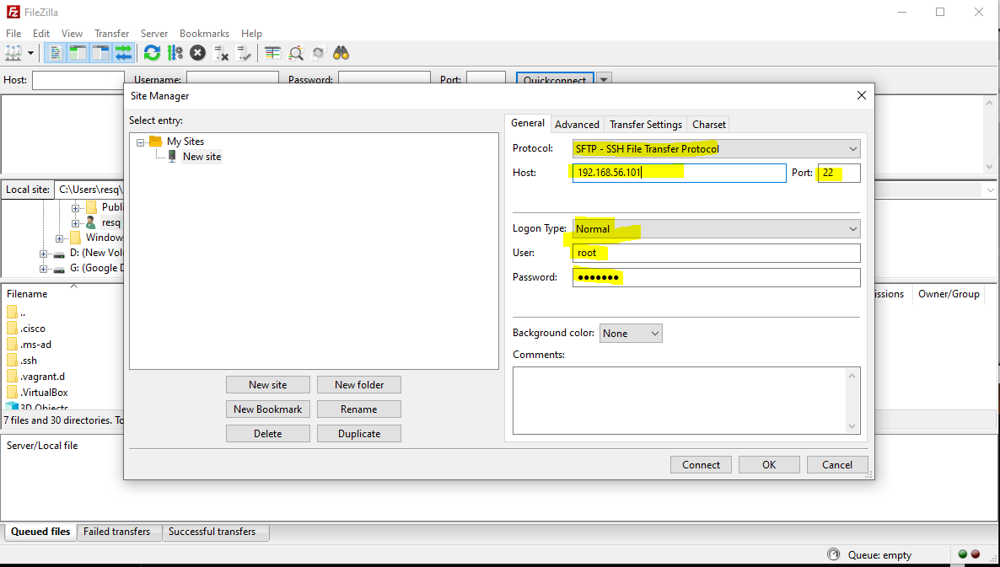 FileZilla
File Edit View Transfer Server Bookmarks Help
Host: Username: Password: Port: Quickconnect
Site Manager
Select entry:
My Sites
New site
General Advanced Transfer Settings Charset
Protocol: SFTP - SSH File Transfer Protocol
Host: 192.168.56.101 Port: 22
Logon Type: Normal
User: root
Password: ●●●●●●●
Background color: None
Comments:
New site New folder
New Bookmark Rename
Delete Duplicate
Connect OK Cancel
Local site: C:\Users\resq\
Publi
resq
Window
D: (New Vol
G: (Google D
Filename
..
.cisco
.ms-ad
.ssh
.vagrant.d
.VirtualBox
3D Objects
7 files and 30 directories. To
issions Owner/Group
Server/Local file
Queued files Failed transfers Successful transfers
Queue: empty